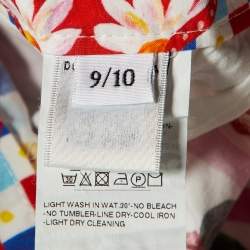 9/10
LIGHT WASH IN WAT.30°-NO BLEACH
-NO TUMBLER-LINE DRY-COOL IRON
-LIGHT DRY CLEANING